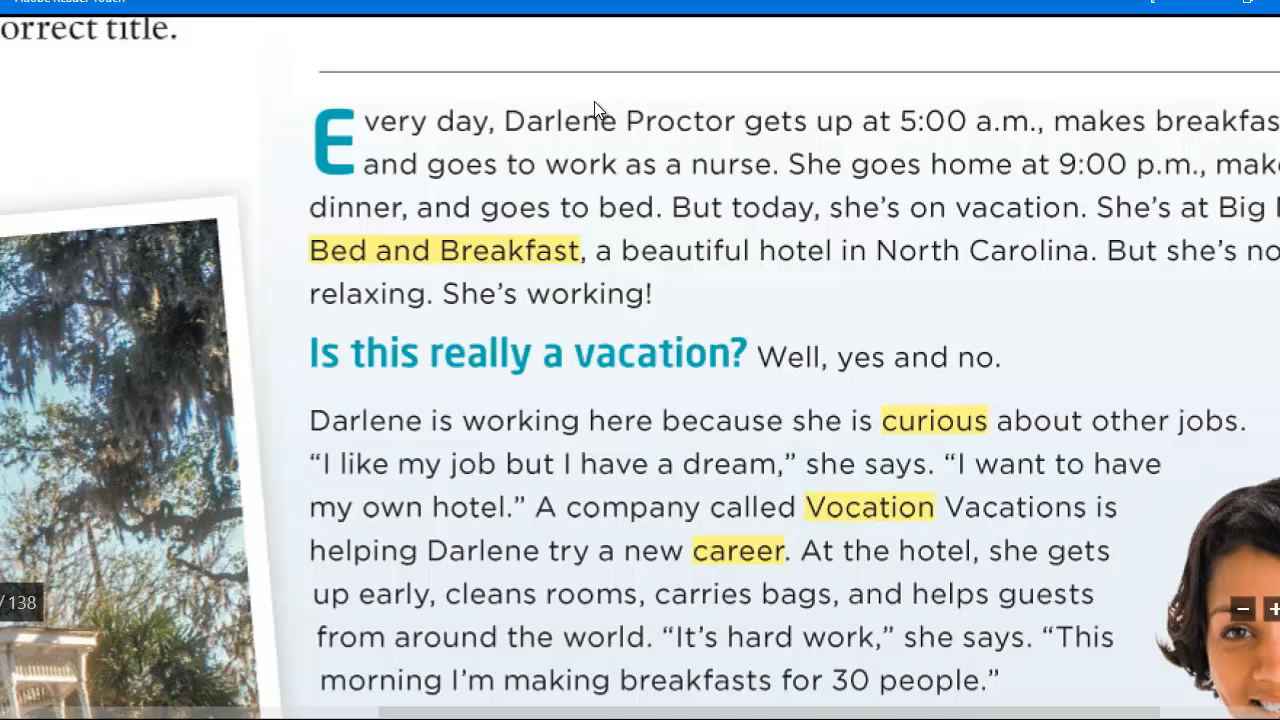 orrect title.
Every day, Darlene Proctor gets up at 5:00 a.m., makes breakfas
and goes to work as a nurse. She goes home at 9:00 p.m., mak
dinner, and goes to bed. But today, she's on vacation. She's at Big
Bed and Breakfast, a beautiful hotel in North Carolina. But she's no
relaxing. She's working!
Is this really a vacation? Well, yes and no.
Darlene is working here because she is curious about other jobs.
“I like my job but I have a dream,” she says. “I want to have
my own hotel.” A company called Vocation Vacations is
helping Darlene try a new career. At the hotel, she gets
up early, cleans rooms, carries bags, and helps guests
/ 138
from around the world. “It's hard work,” she says. “This
morning I'm making breakfasts for 30 people.”